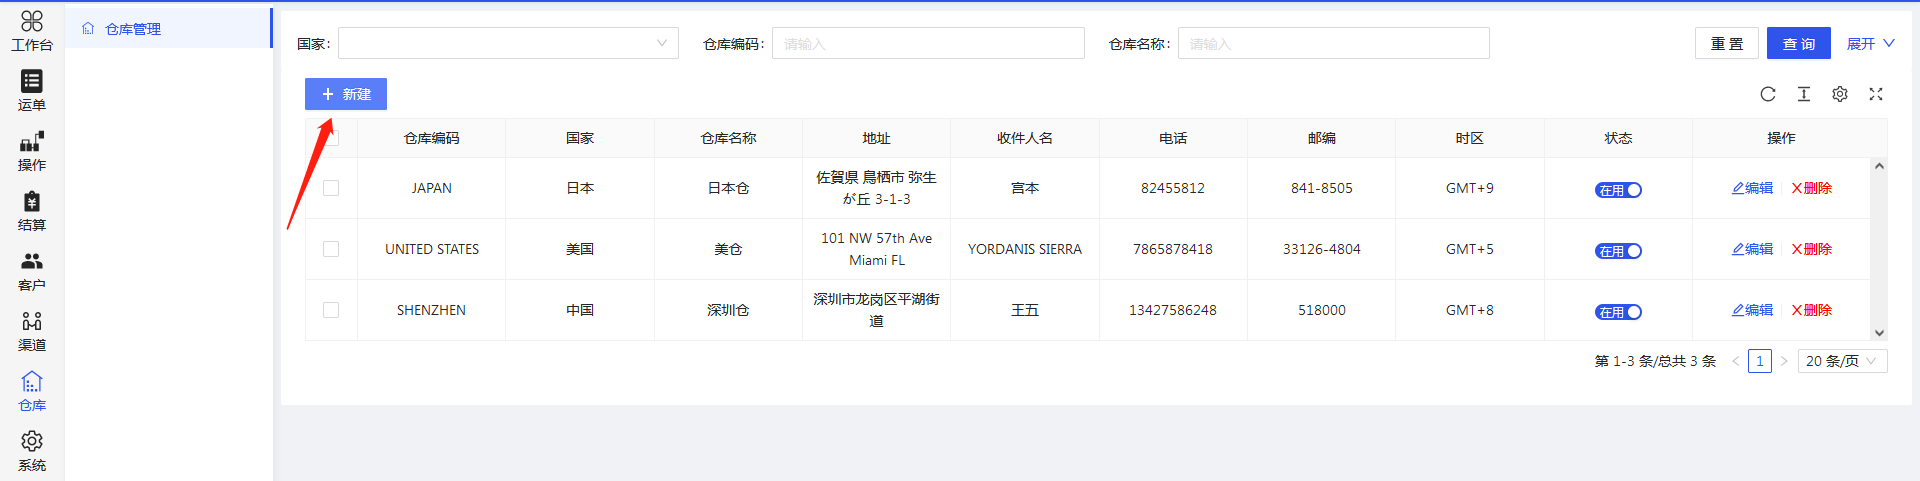 工作台
运单
操作
结算
客户
渠道
仓库
系统
仓库管理
国家: 仓库编码: 请输入 仓库名称: 请输入 重 置 查 询 展开
+ 新建
仓库编码 国家 仓库名称 地址 收件人名 电话 邮编 时区 状态 操作
JAPAN 日本 日本仓 佐賀県 鳥栖市 弥生
が丘 3-1-3 宫本 82455812 841-8505 GMT+9 在用 编辑 X删除
UNITED STATES 美国 美仓 101 NW 57th Ave
Miami FL YORDANIS SIERRA 7865878418 33126-4804 GMT+5 在用 编辑 X删除
SHENZHEN 中国 深圳仓 深圳市龙岗区平湖街
道 王五 13427586248 518000 GMT+8 在用 编辑 X删除
第 1-3 条/总共 3 条 < 1 > 20 条/页